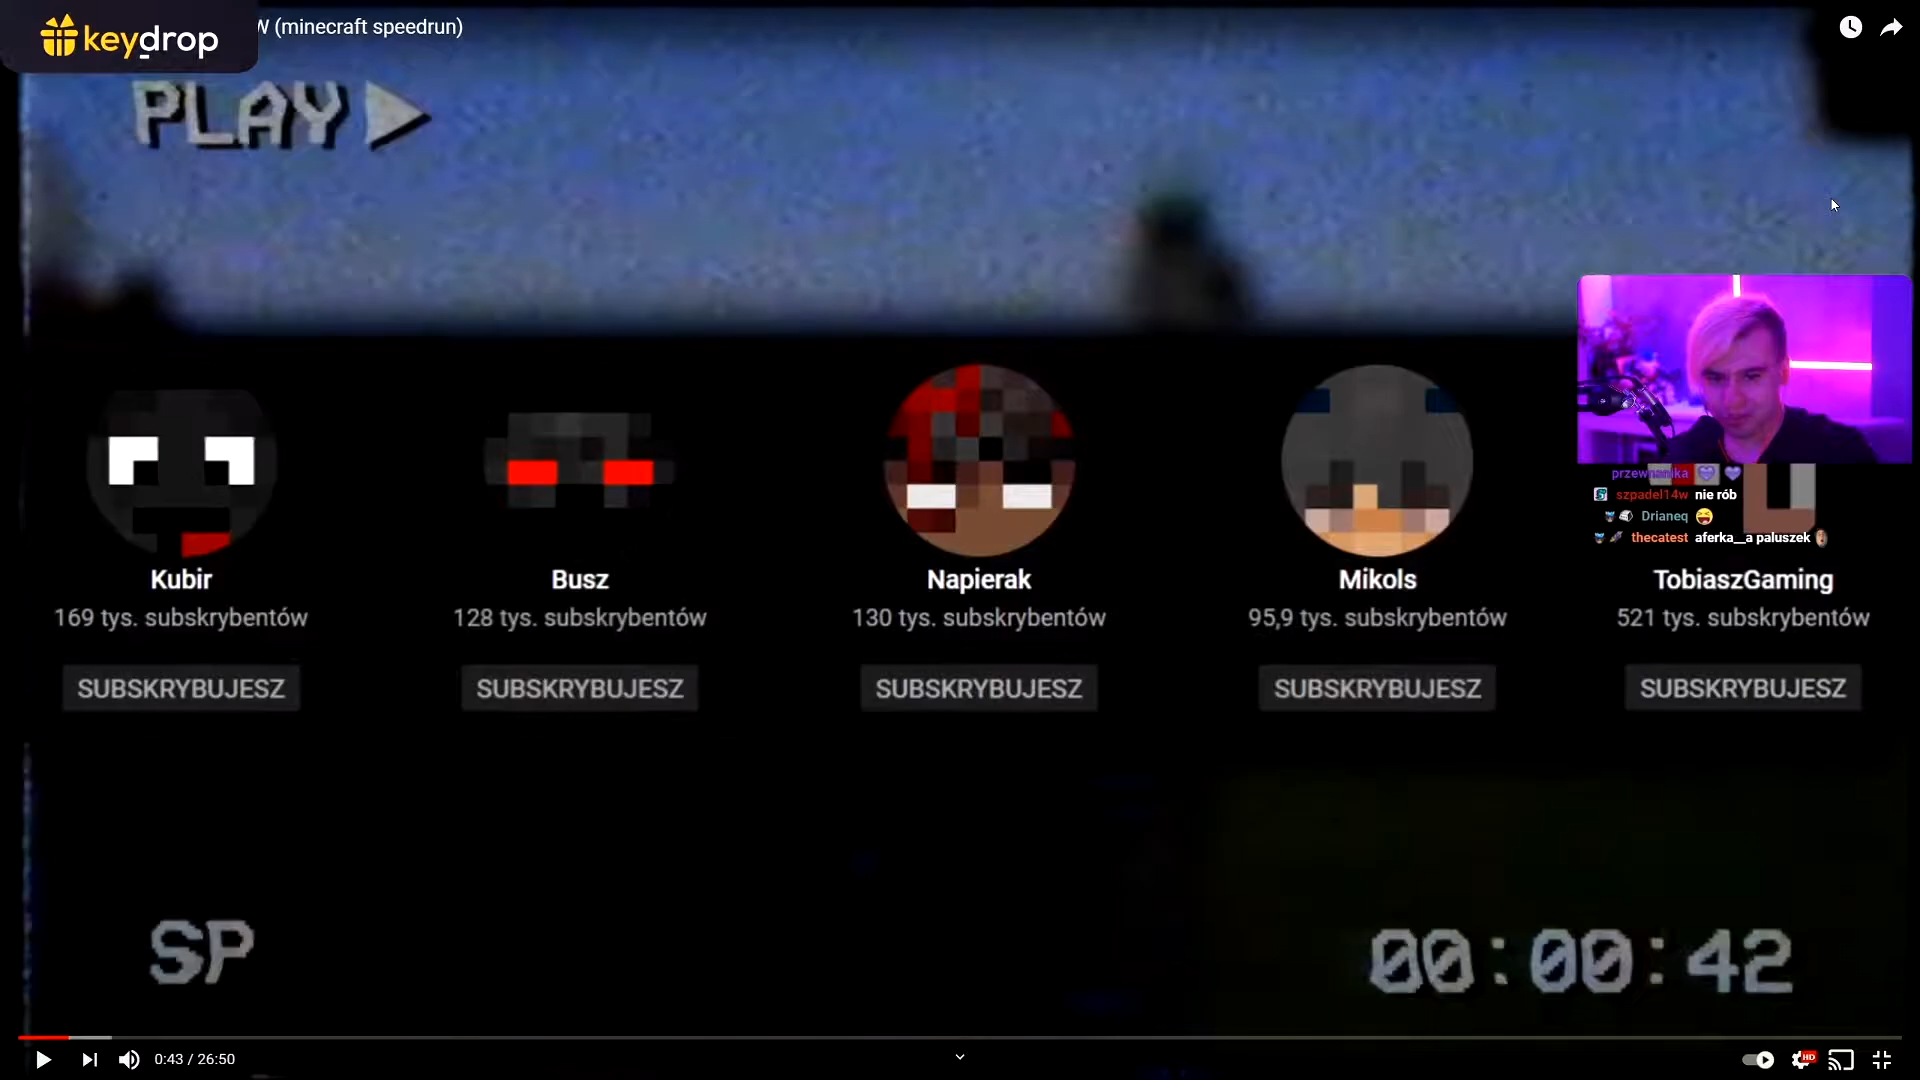 keydrop
W (minecraft speedrun)
PLAY
przewnanika
szpadel14w nie rób
Drianeq
thecatest aferka__a paluszek
Kubir
169 tys. subskrybentów
SUBSKRYBUJESZ
Busz
128 tys. subskrybentów
SUBSKRYBUJESZ
Napierak
130 tys. subskrybentów
SUBSKRYBUJESZ
Mikols
95,9 tys. subskrybentów
SUBSKRYBUJESZ
TobiaszGaming
521 tys. subskrybentów
SUBSKRYBUJESZ
SP
00:00:42
0:43 / 26:50
HD